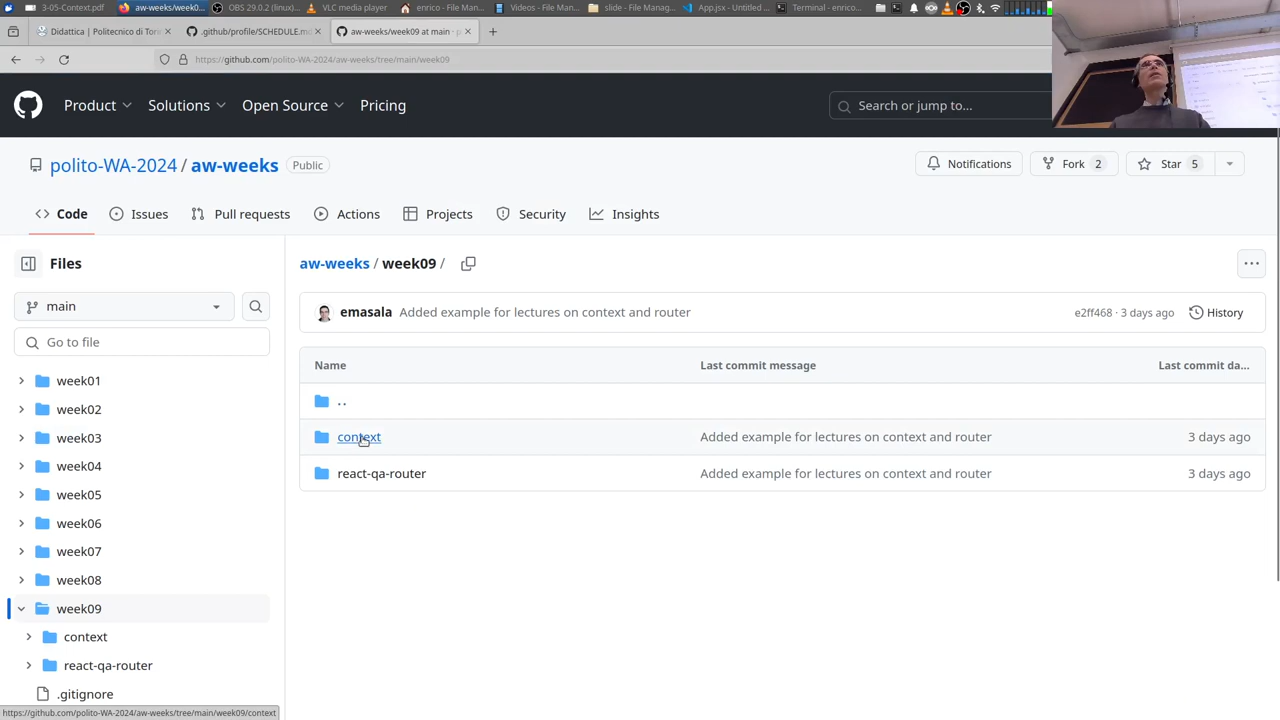 3-05-Context.pdf
aw-weeks/week0...
OBS 29.0.2 (linux)...
VLC media player
enrico - File Man...
Videos - File Man...
slide - File Manag...
App.jsx - Untitled ...
Terminal - enrico...
Didattica | Politecnico di Tori
.github/profile/SCHEDULE.m
aw-weeks/week09 at main · p
https://github.com/polito-WA-2024/aw-weeks/tree/main/week09
Product
Solutions
Open Source
Pricing
Search or jump to...
polito-WA-2024 / aw-weeks
Public
Notifications
Fork 2
Star 5
Code
Issues
Pull requests
Actions
Projects
Security
Insights
Files
main
Go to file
week01
week02
week03
week04
week05
week06
week07
week08
week09
context
react-qa-router
.gitignore
aw-weeks / week09 /
emasala Added example for lectures on context and router
e2ff468 · 3 days ago
History
Name
Last commit message
Last commit da...
..
context
Added example for lectures on context and router
3 days ago
react-qa-router
Added example for lectures on context and router
3 days ago
https://github.com/polito-WA-2024/aw-weeks/tree/main/week09/context